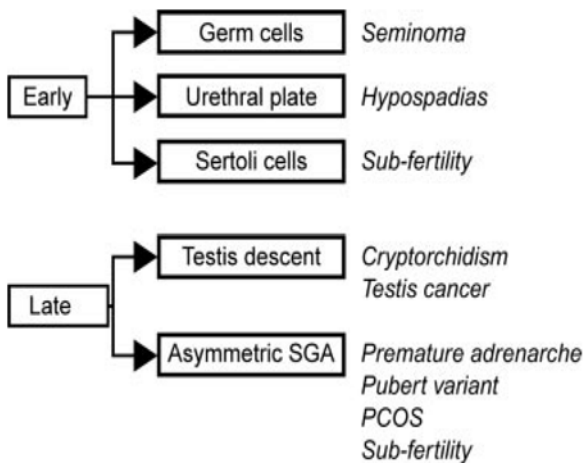 Early
Germ cells Seminoma
Urethral plate Hypospadias
Sertoli cells Sub-fertility
Late
Testis descent Cryptorchidism
Testis cancer
Asymmetric SGA Premature adrenarche
Pubert variant
PCOS
Sub-fertility